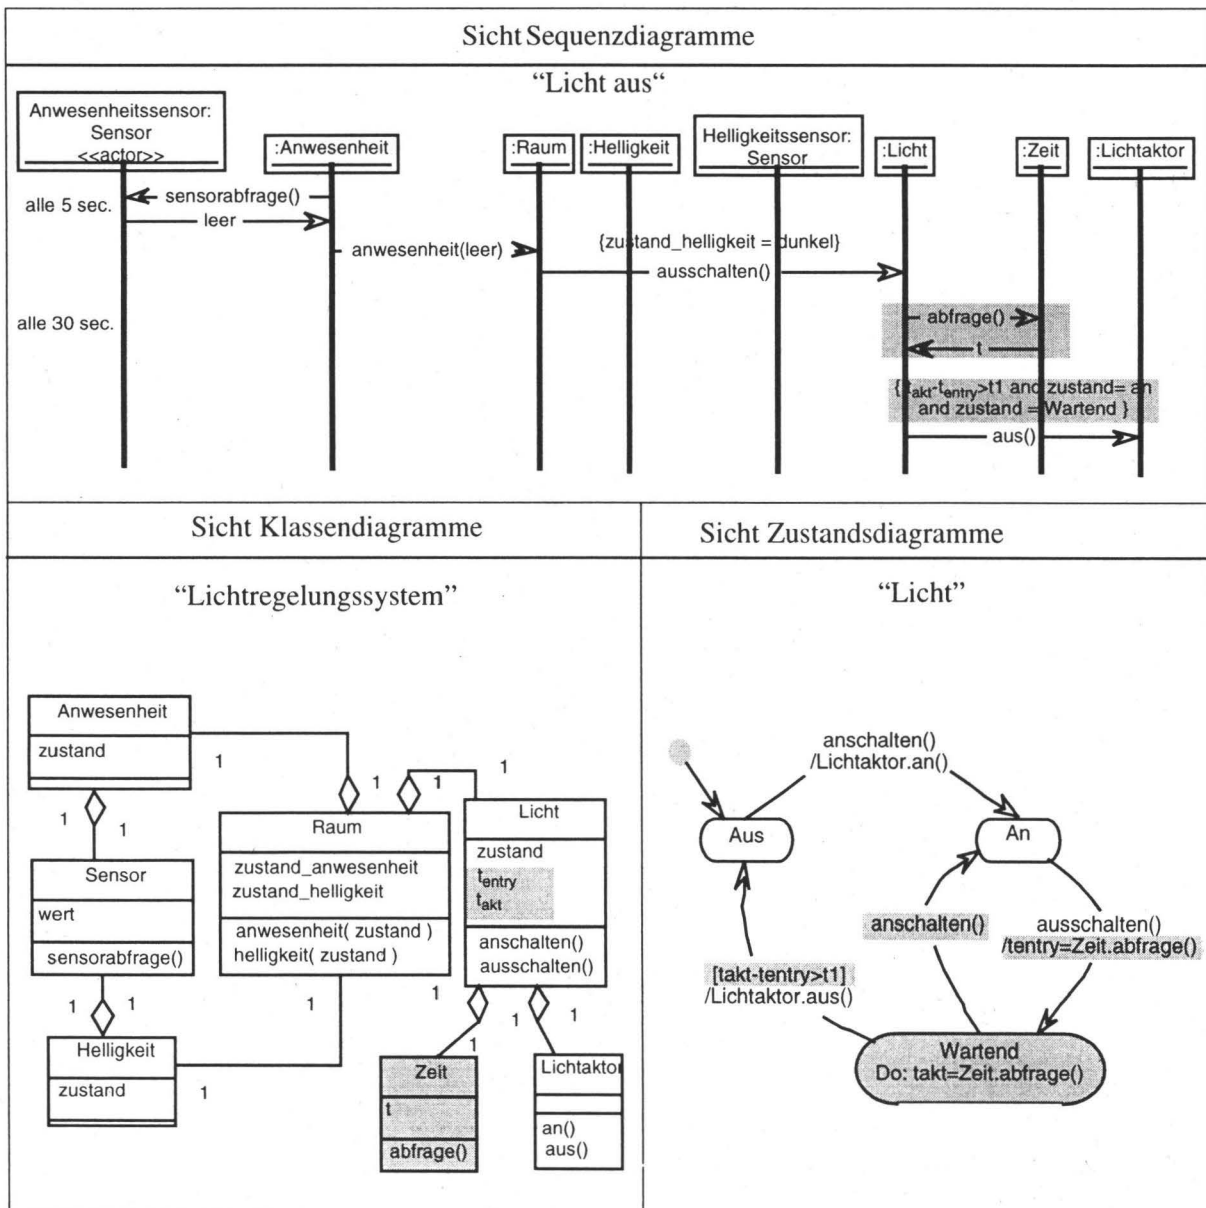 Sicht Sequenzdiagramme
“Licht aus“
Anwesenheitssensor:
Sensor
<<actor>>
:Anwesenheit
:Raum
:Helligkeit
Helligkeitssensor:
Sensor
:Licht
:Zeit
:Lichtaktor
alle 5 sec.
sensorabfrage()
leer
anwesenheit(leer)
{zustand_helligkeit = dunkel}
ausschalten()
alle 30 sec.
abfrage()
t
{ takt-tentry>t1 and zustand= an
and zustand = Wartend }
aus()
Sicht Klassendiagramme
“Lichtregelungssystem”
Anwesenheit
zustand
1
1
1
1
1
1
1
Sensor
wert
sensorabfrage()
1
1
Helligkeit
zustand
1
Raum
zustand_anwesenheit
zustand_helligkeit
anwesenheit( zustand )
helligkeit( zustand )
1
Licht
zustand
tentry
takt
anschalten()
ausschalten()
1
1
1
1
Zeit
t
abfrage()
Lichtaktor
an()
aus()
Sicht Zustandsdiagramme
“Licht”
anschalten()
/Lichtaktor.an()
Aus
An
anschalten()
ausschalten()
/tentry=Zeit.abfrage()
[takt-tentry>t1]
/Lichtaktor.aus()
Wartend
Do: takt=Zeit.abfrage()